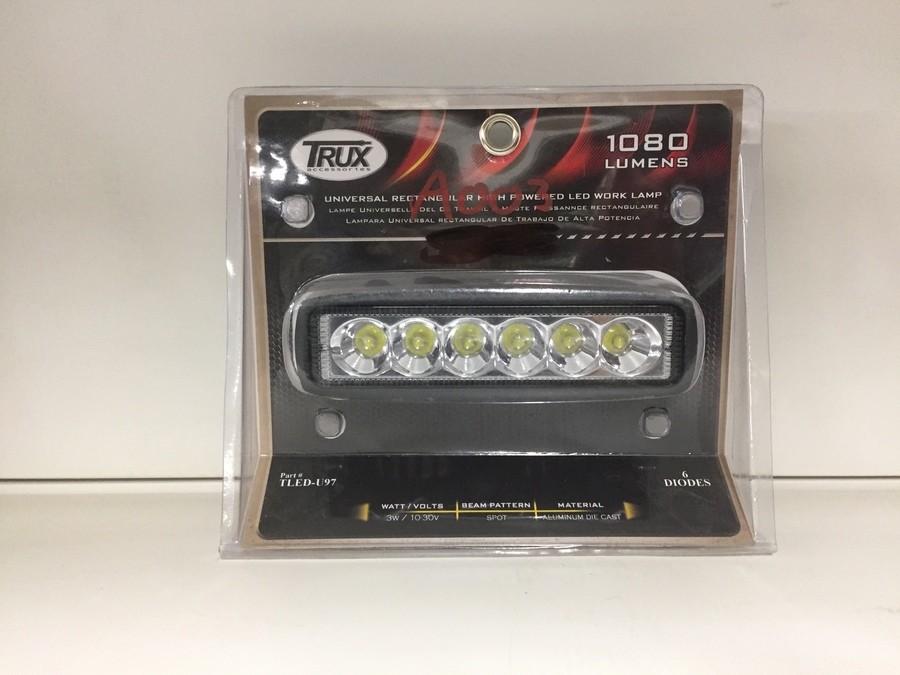 TRUX
accessories
1080
LUMENS
A003
UNIVERSAL RECTANGULAR HIGH POWERED LED WORK LAMP
LAMPE UNIVERSELLE DEL DE TRAVAIL HAUTE PUISSANNCE RECTANGULAIRE
LAMPARA UNIVERSAL RECTANGULAR DE TRABAJO DE ALTA POTENCIA
Part #
TLED-U97
6
DIODES
WATT / VOLTS BEAM PATTERN MATERIAL
3W / 10-30V SPOT ALUMINUM DIE CAST